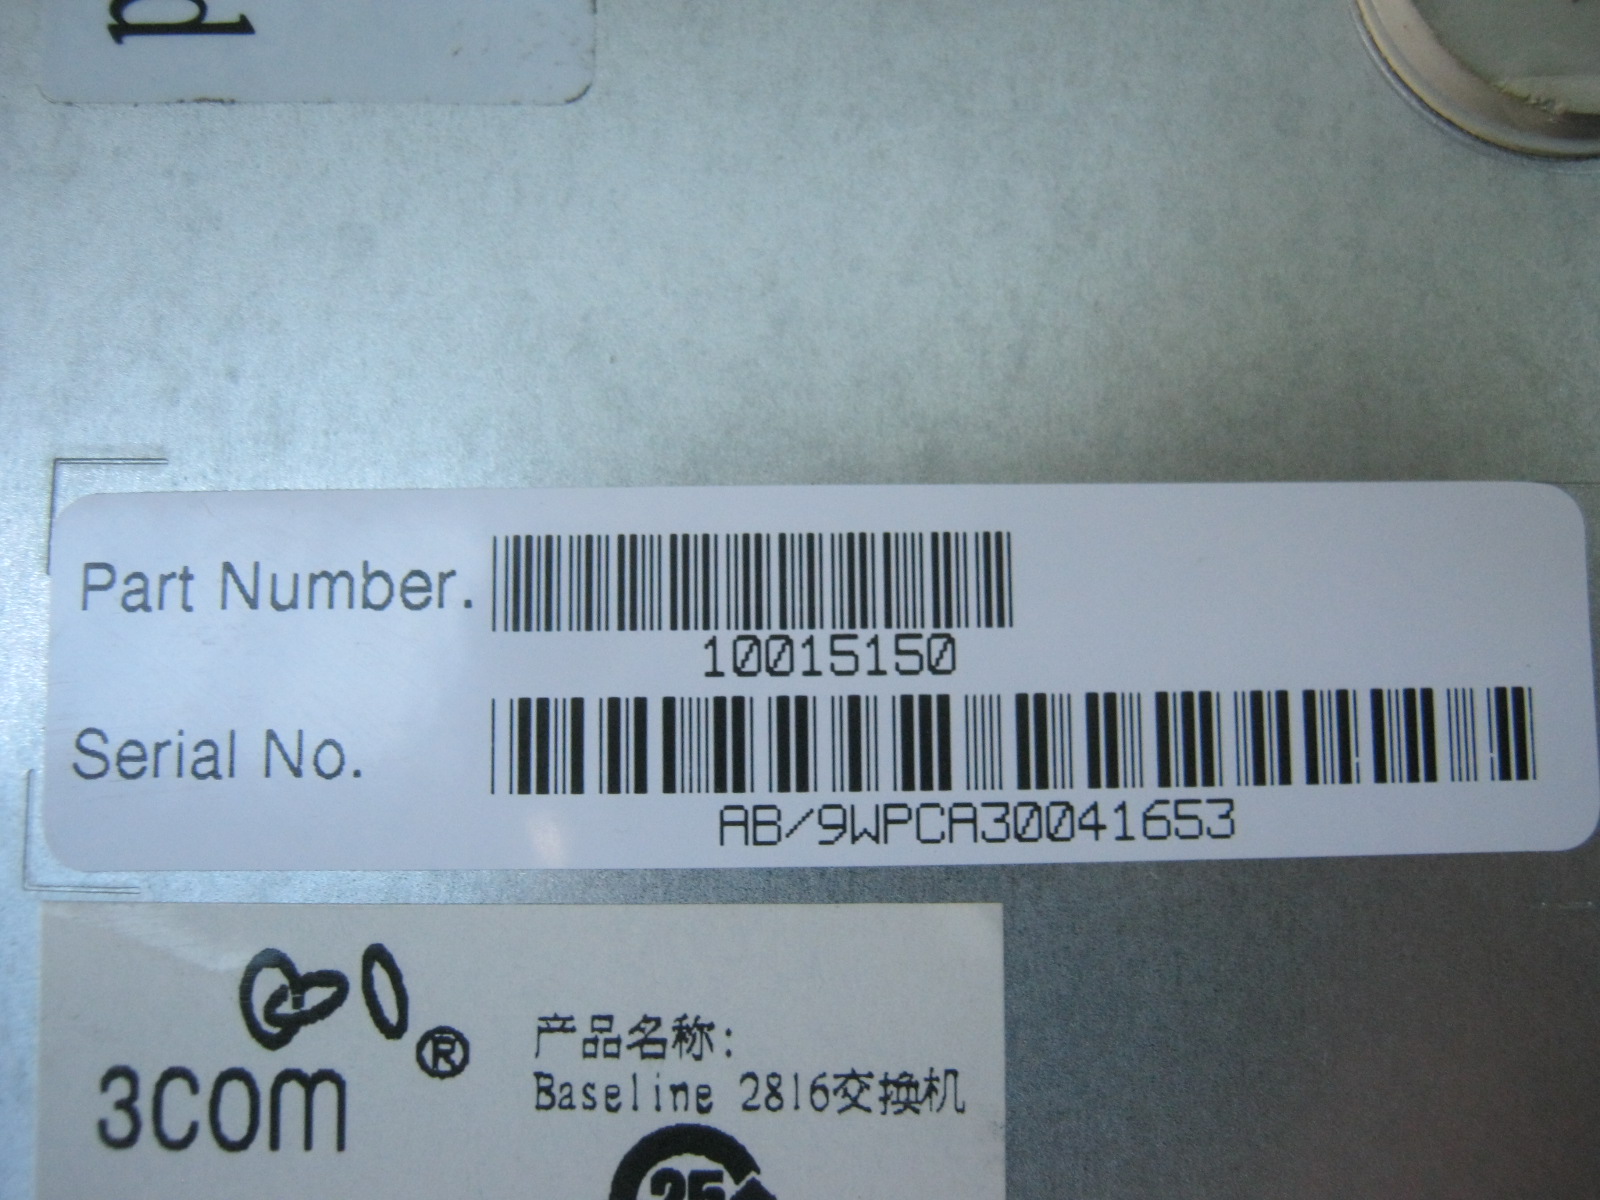 d
Part Number.
10015150
Serial No.
AB/9WPCA30041653
3COM ®
产品名称:
Baseline 2816交换机
25